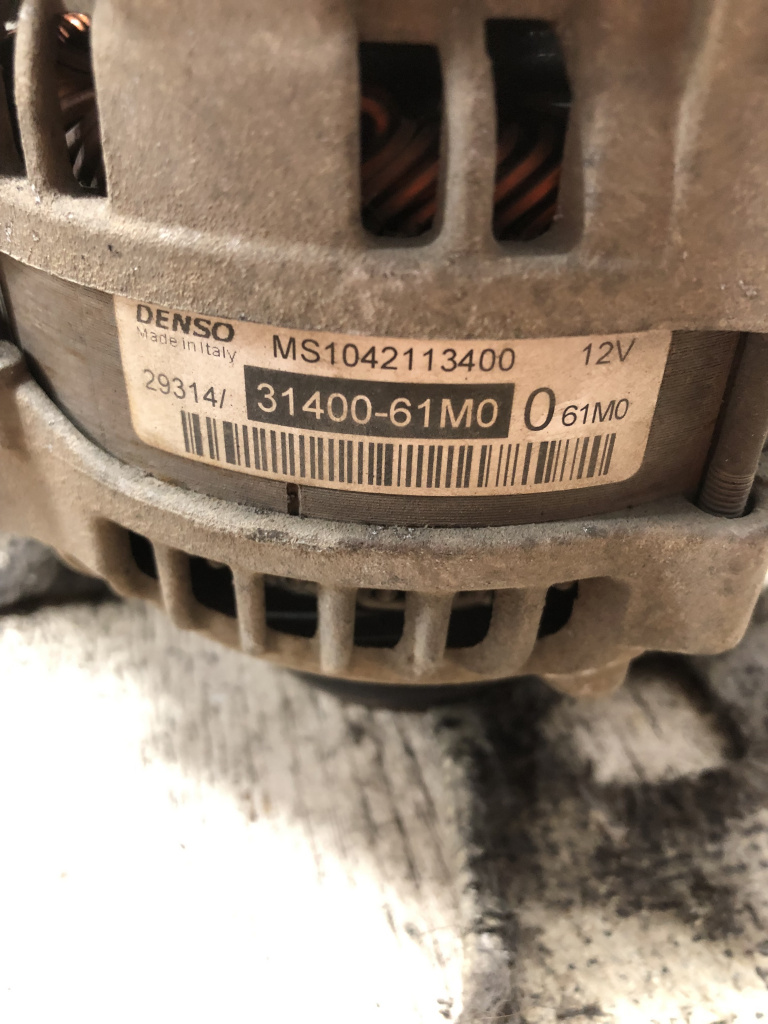 DENSO
Made in Italy
MS1042113400 12V
29314/ 31400-61M0 0 61M0